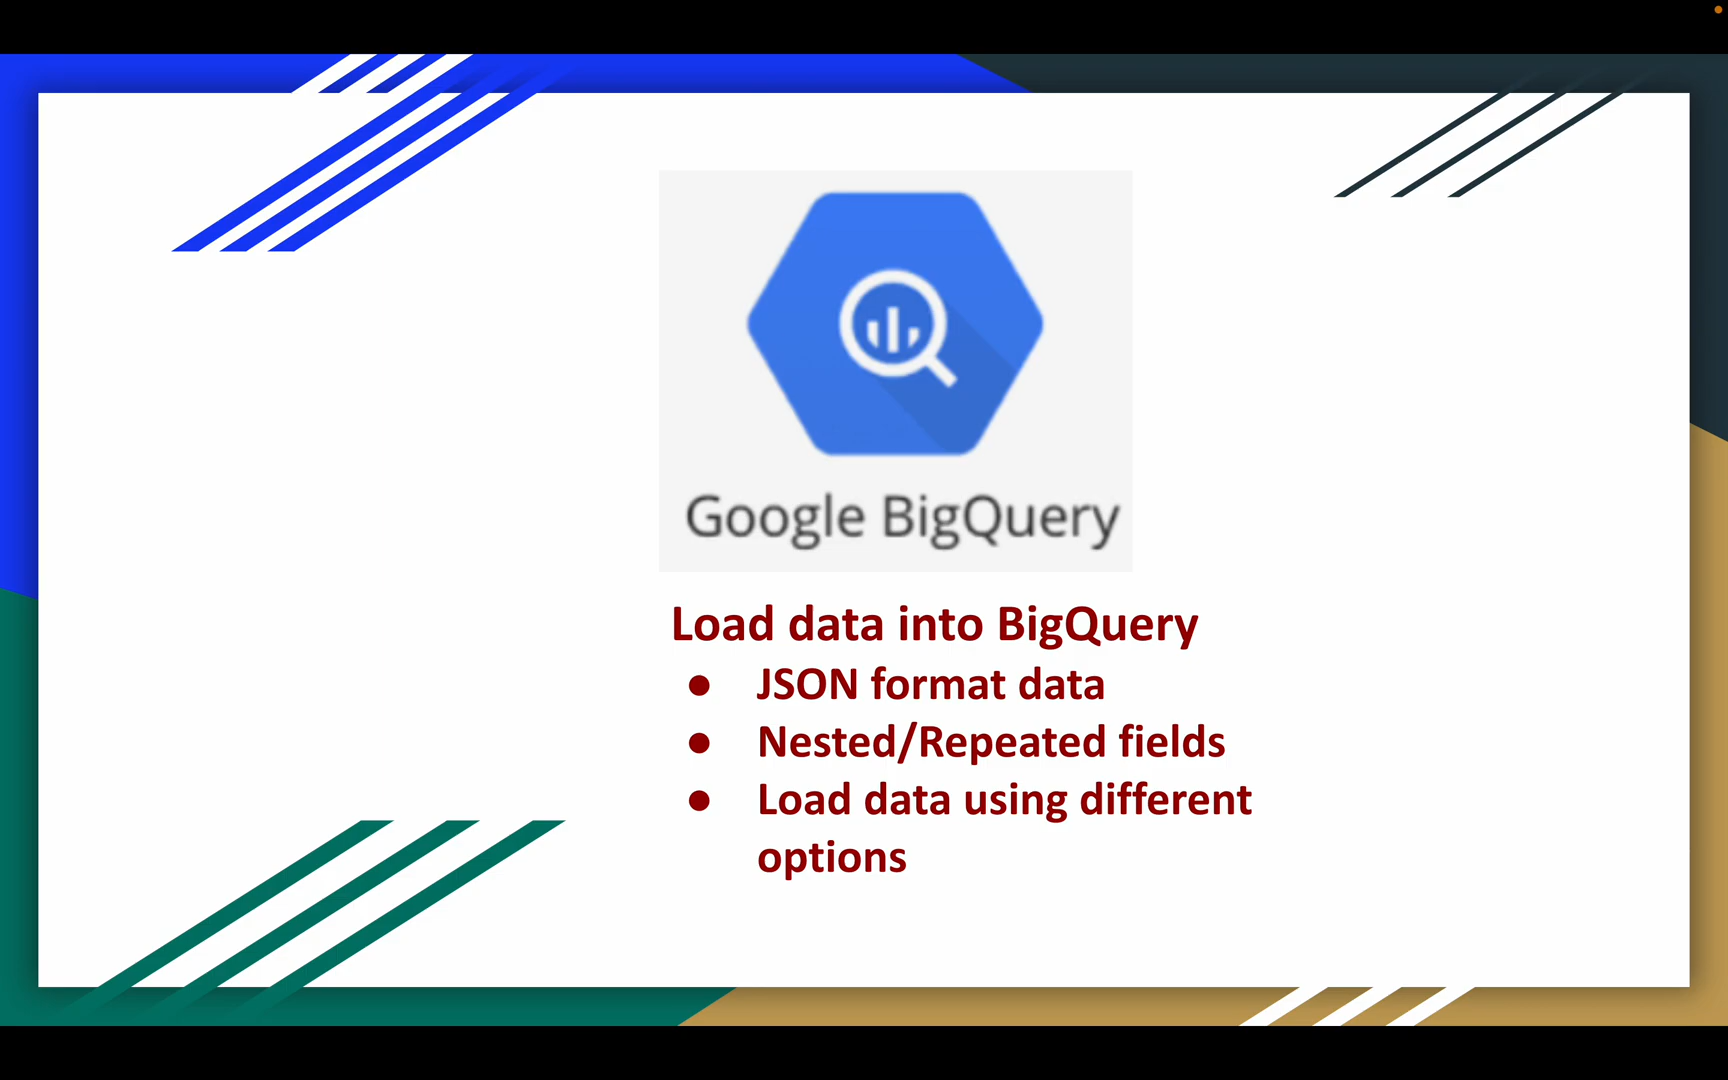 Google BigQuery
Load data into BigQuery
● JSON format data
● Nested/Repeated fields
● Load data using different
options